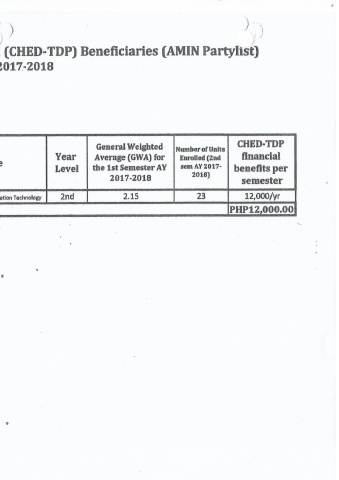 (CHED-TDP) Beneficiaries (AMIN Partylist)
2017-2018
e
Year
Level
General Weighted
Average (GWA) for
the 1st Semester AY
2017-2018
Number of Units
Enrolled (2nd
sem AY 2017-
2018)
CHED-TDP
financial
benefits per
semester
ation Technology 2nd 2.15 23 12,000/yr
PHP12,000.00